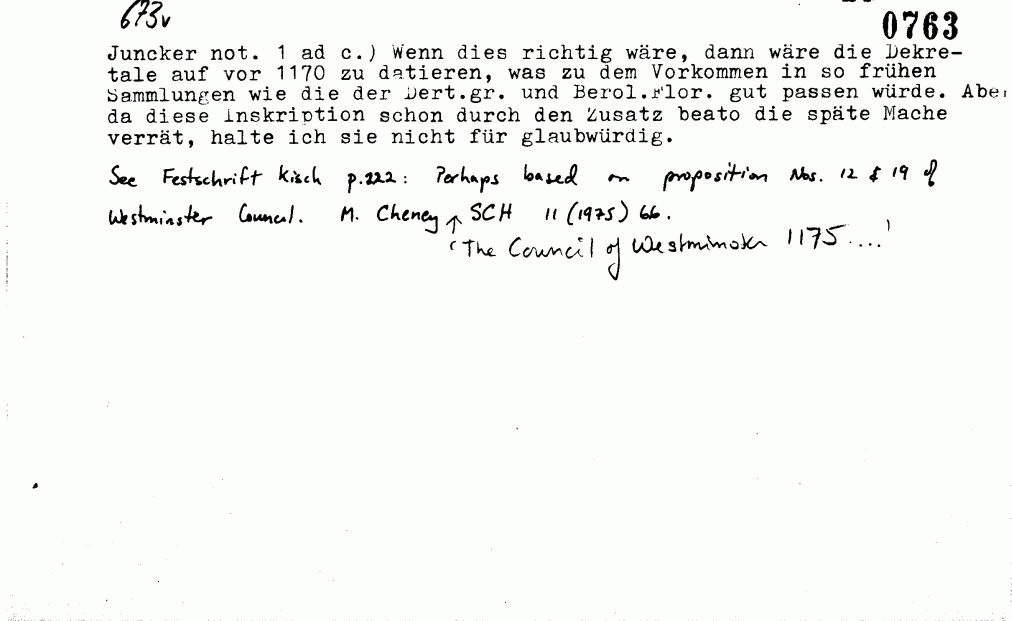 673v
0763
Juncker not. 1 ad c.) Wenn dies richtig wäre, dann wäre die Dekre-
tale auf vor 1170 zu datieren, was zu dem Vorkommen in so frühen
Sammlungen wie die der Dert.gr. und Berol.Flor. gut passen würde. Aber
da diese Inskription schon durch den Zusatz beato die späte Mache
verrät, halte ich sie nicht für glaubwürdig.
See Festschrift Kisch p.222: Perhaps based on proposition Nos. 12 & 19 of
Westminster Council. M. Cheney ↑ SCH 11 (1975) 66.
'The Council of Westminster 1175 ....'